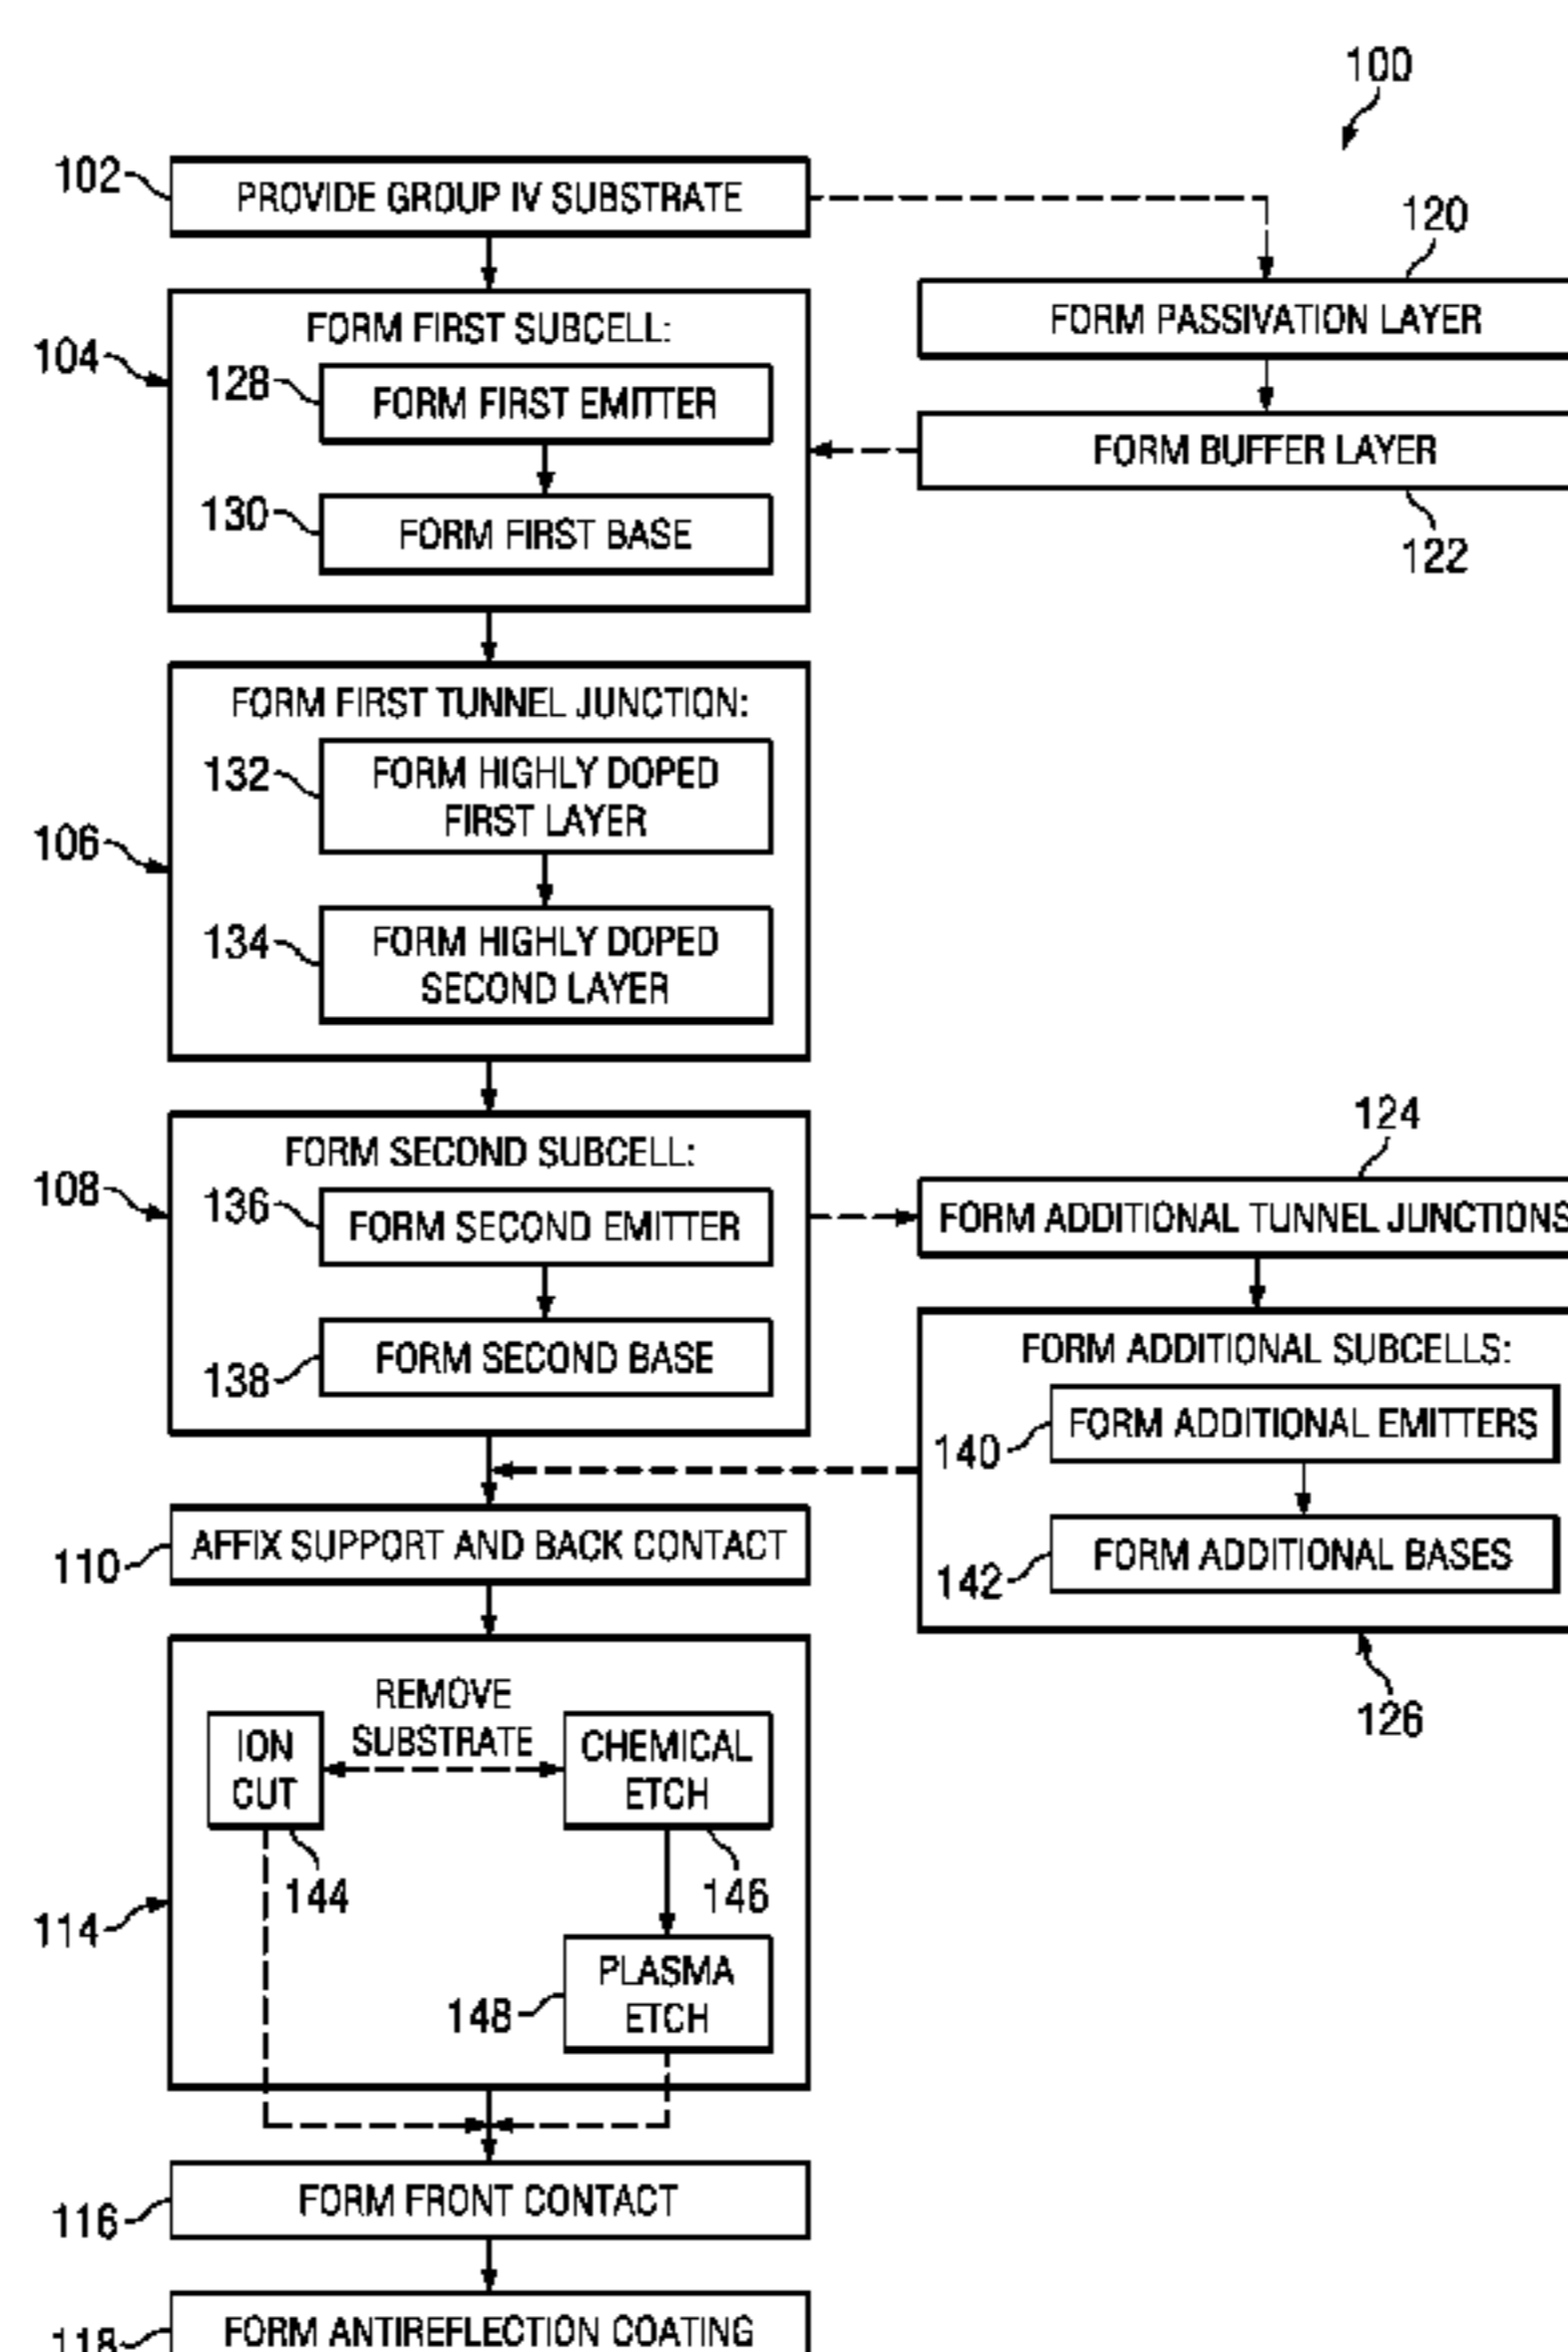 100
102
PROVIDE GROUP IV SUBSTRATE
120
FORM PASSIVATION LAYER
FORM BUFFER LAYER
122
104
FORM FIRST SUBCELL:
128
FORM FIRST EMITTER
130
FORM FIRST BASE
106
FORM FIRST TUNNEL JUNCTION:
132
FORM HIGHLY DOPED
FIRST LAYER
134
FORM HIGHLY DOPED
SECOND LAYER
108
FORM SECOND SUBCELL:
136
FORM SECOND EMITTER
138
FORM SECOND BASE
124
FORM ADDITIONAL TUNNEL JUNCTIONS
FORM ADDITIONAL SUBCELLS:
140
FORM ADDITIONAL EMITTERS
142
FORM ADDITIONAL BASES
126
110
AFFIX SUPPORT AND BACK CONTACT
114
REMOVE
SUBSTRATE
ION
CUT
144
CHEMICAL
ETCH
146
148
PLASMA
ETCH
116
FORM FRONT CONTACT
118
FORM ANTIREFLECTION COATING